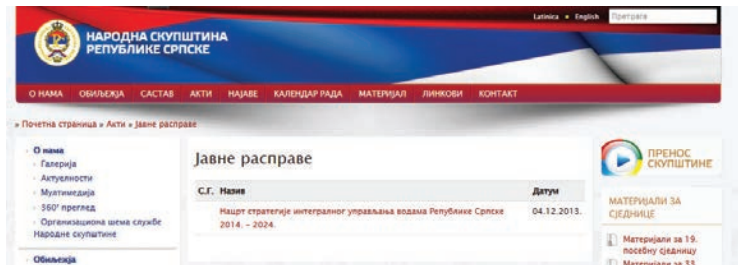 Latinica • English Претрага
НАРОДНА СКУПШТИНА
РЕПУБЛИКЕ СРПСКЕ
О НАМА ОБИЉЕЖЈА САСТАВ АКТИ НАЈАВЕ КАЛЕНДАР РАДА МАТЕРИЈАЛ ЛИНКОВИ КОНТАКТ
» Почетна страница » Акти » Јавне расправе
О нама
Галерија
Актуелности
Мултимедија
360° преглед
Организациона шема службе
Народне скупштине
Обиљежја
Јавне расправе
С.Г. Назив Датум
Нацрт стратегије интегралног управљања водама Републике Српске 04.12.2013.
2014. – 2024.
ПРЕНОС
СКУПШТИНЕ
МАТЕРИЈАЛИ ЗА
СЈЕДНИЦЕ
Материјали за 19.
посебну сједницу
Материјали за 33.